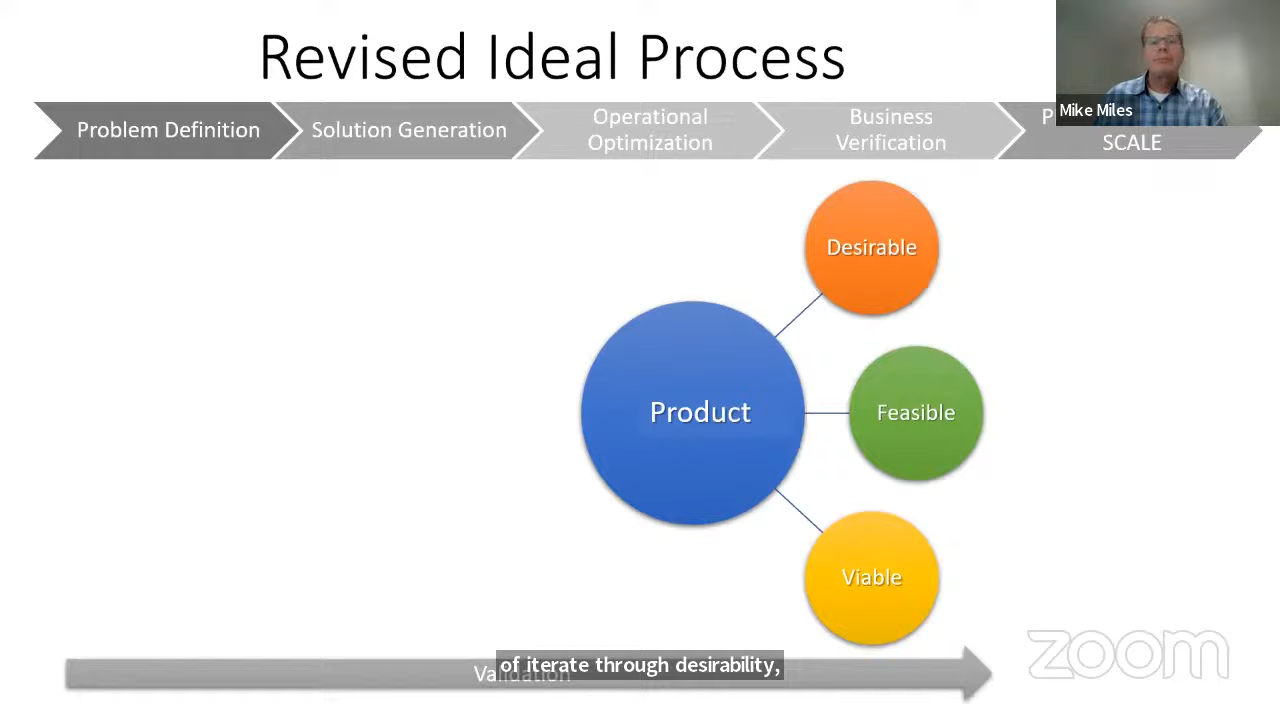 Revised Ideal Process
Mike Miles
Problem Definition
Solution Generation
Operational
Optimization
Business
Verification
P
SCALE
Desirable
Product
Feasible
Viable
Validation
of iterate through desirability,
zoom